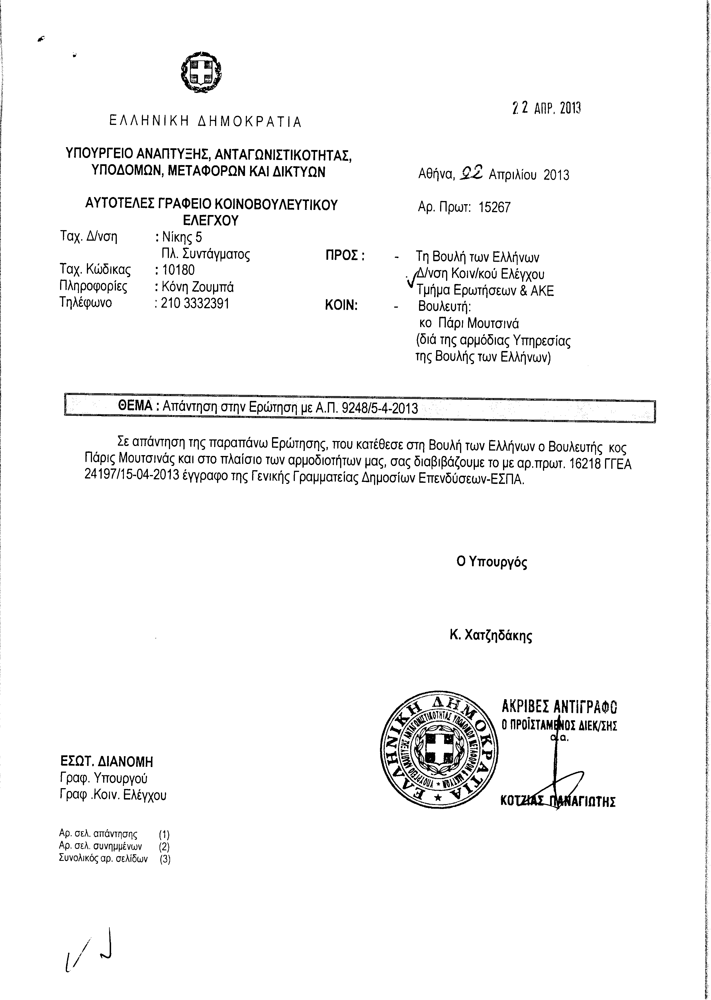 22 ΑΠΡ. 2013
ΕΛΛΗΝΙΚΗ ΔΗΜΟΚΡΑΤΙΑ
ΥΠΟΥΡΓΕΙΟ ΑΝΑΠΤΥΞΗΣ, ΑΝΤΑΓΩΝΙΣΤΙΚΟΤΗΤΑΣ,
ΥΠΟΔΟΜΩΝ, ΜΕΤΑΦΟΡΩΝ ΚΑΙ ΔΙΚΤΥΩΝ
Αθήνα, 22 Απριλίου 2013
ΑΥΤΟΤΕΛΕΣ ΓΡΑΦΕΙΟ ΚΟΙΝΟΒΟΥΛΕΥΤΙΚΟΥ
ΕΛΕΓΧΟΥ
Αρ. Πρωτ: 15267
Ταχ. Δ/νση : Νίκης 5
Πλ. Συντάγματος
Ταχ. Κώδικας : 10180
Πληροφορίες : Κόνη Ζουμπά
Τηλέφωνο : 210 3332391
ΠΡΟΣ : - Τη Βουλή των Ελλήνων
Δ/νση Κοιν/κού Ελέγχου
Τμήμα Ερωτήσεων & ΑΚΕ
ΚΟΙΝ: - Βουλευτή:
κο Πάρι Μουτσινά
(διά της αρμόδιας Υπηρεσίας
της Βουλής των Ελλήνων)
ΘΕΜΑ : Απάντηση στην Ερώτηση με Α.Π. 9248/5-4-2013
Σε απάντηση της παραπάνω Ερώτησης, που κατέθεσε στη Βουλή των Ελλήνων ο Βουλευτής κος
Πάρις Μουτσινάς και στο πλαίσιο των αρμοδιοτήτων μας, σας διαβιβάζουμε το με αρ.πρωτ. 16218 ΓΓΕΑ
24197/15-04-2013 έγγραφο της Γενικής Γραμματείας Δημοσίων Επενδύσεων-ΕΣΠΑ.
Ο Υπουργός
Κ. Χατζηδάκης
ΕΛΛΗΝΙΚΗ ΔΗΜΟΚΡΑΤΙΑ
ΥΠΟΥΡΓΕΙΟ ΑΝΑΠΤΥΞΗΣ ΑΝΤΑΓΩΝΙΣΤΙΚΟΤΗΤΑΣ ΥΠΟΔΟΜΩΝ ΜΕΤΑΦΟΡΩΝ & ΔΙΚΤΥΩΝ
ΑΚΡΙΒΕΣ ΑΝΤΙΓΡΑΦΟ
Ο ΠΡΟΪΣΤΑΜΕΝΟΣ ΔΙΕΚ/ΣΗΣ
α.α.
ΚΟΤΖΙΑΣ ΠΑΝΑΓΙΩΤΗΣ
ΕΣΩΤ. ΔΙΑΝΟΜΗ
Γραφ. Υπουργού
Γραφ .Κοιν. Ελέγχου
Αρ. σελ. απάντησης (1)
Αρ. σελ. συνημμένων (2)
Συνολικός αρ. σελίδων (3)